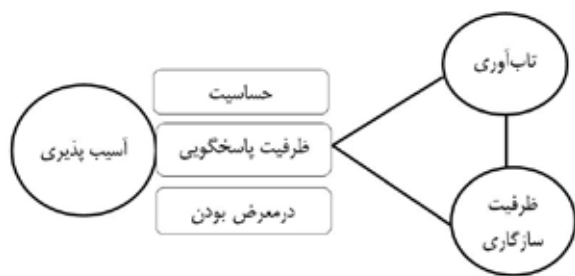 تاب‌آوری
حساسیت
ظرفیت پاسخگویی
آسیب پذیری
درمعرض بودن
ظرفیت
سازگاری